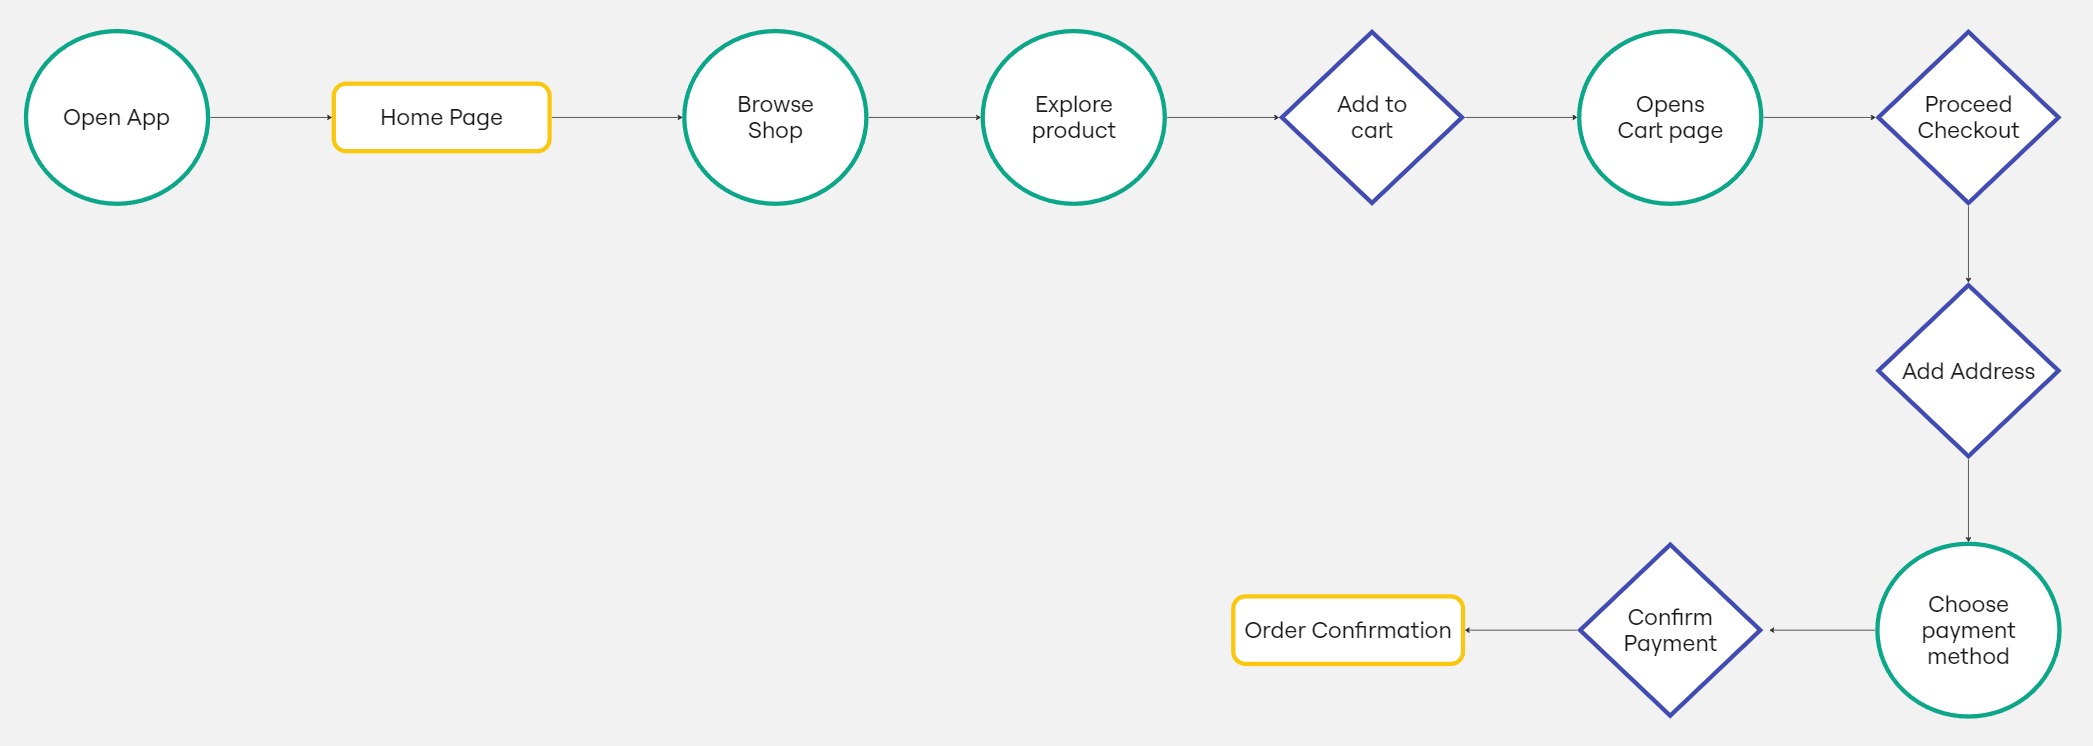 Open App
Home Page
Browse
Shop
Explore
product
Add to
cart
Opens
Cart page
Proceed
Checkout
Add Address
Choose
payment
method
Confirm
Payment
Order Confirmation